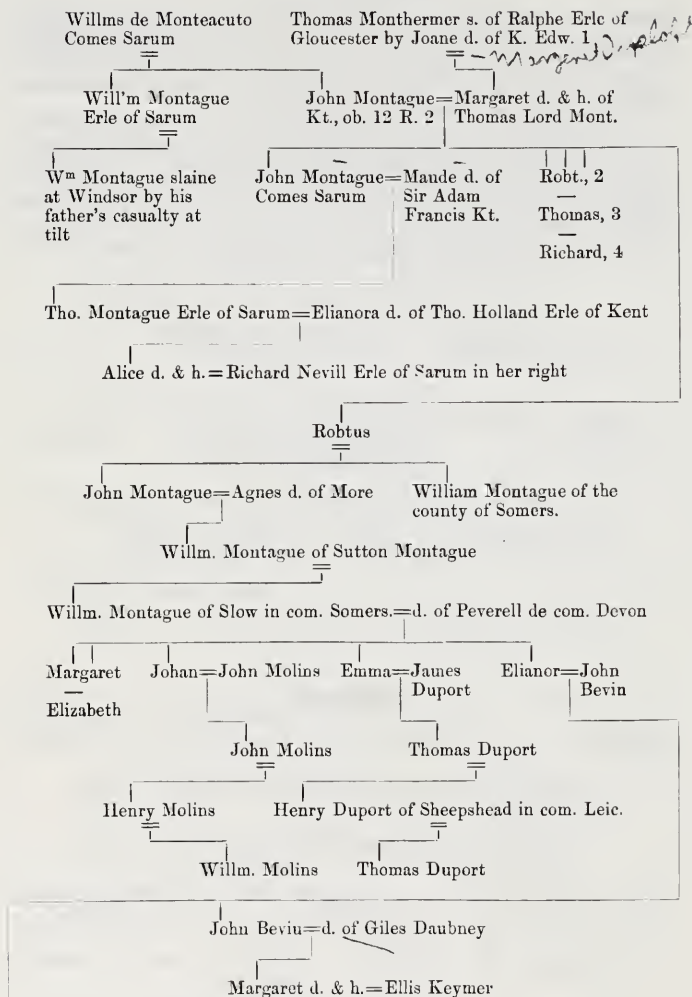 Willms de Monteacuto
Comes Sarum
Thomas Monthermer s. of Ralphe Erle of
Gloucester by Joane d. of K. Edw. 1.
Margaret
Will'm Montague
Erle of Sarum
John Montague=Margaret d. & h. of
Kt., ob. 12 R. 2
Thomas Lord Mont.
Wm Montague slaine
at Windsor by his
father's casualty at
tilt
John Montague=Maude d. of
Comes Sarum
Sir Adam
Francis Kt.
Robt., 2
Thomas, 3
Richard, 4
Tho. Montague Erle of Sarum=Elianora d. of Tho. Holland Erle of Kent
Alice d. & h.=Richard Nevill Erle of Sarum in her right
Robtus
John Montague=Agnes d. of More
William Montague of the
county of Somers.
Willm. Montague of Sutton Montague
Willm. Montague of Slow in com. Somers.=d. of Peverell de com. Devon
Margaret
Elizabeth
Johan=John Molins
Emma=James
Duport
Elianor=John
Bevin
John Molins
Thomas Duport
Henry Molins
Henry Duport of Sheepshead in com. Leic.
Willm. Molins
Thomas Duport
John Beviu=d. of Giles Daubney
Margaret d. & h.=Ellis Keymer